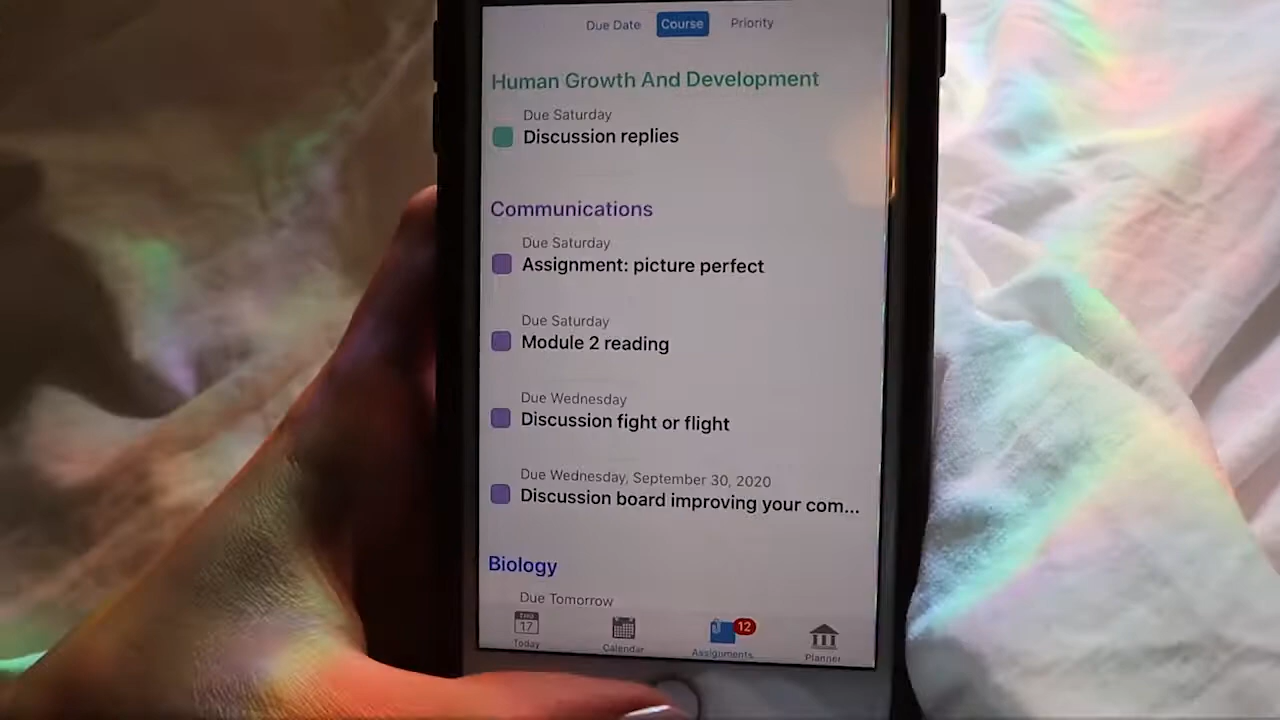 Due Date Course Priority
Human Growth And Development
Due Saturday
Discussion replies
Communications
Due Saturday
Assignment: picture perfect
Due Saturday
Module 2 reading
Due Wednesday
Discussion fight or flight
Due Wednesday, September 30, 2020
Discussion board improving your com...
Biology
Due Tomorrow
THU
17
12
Today Calendar Assignments Planner